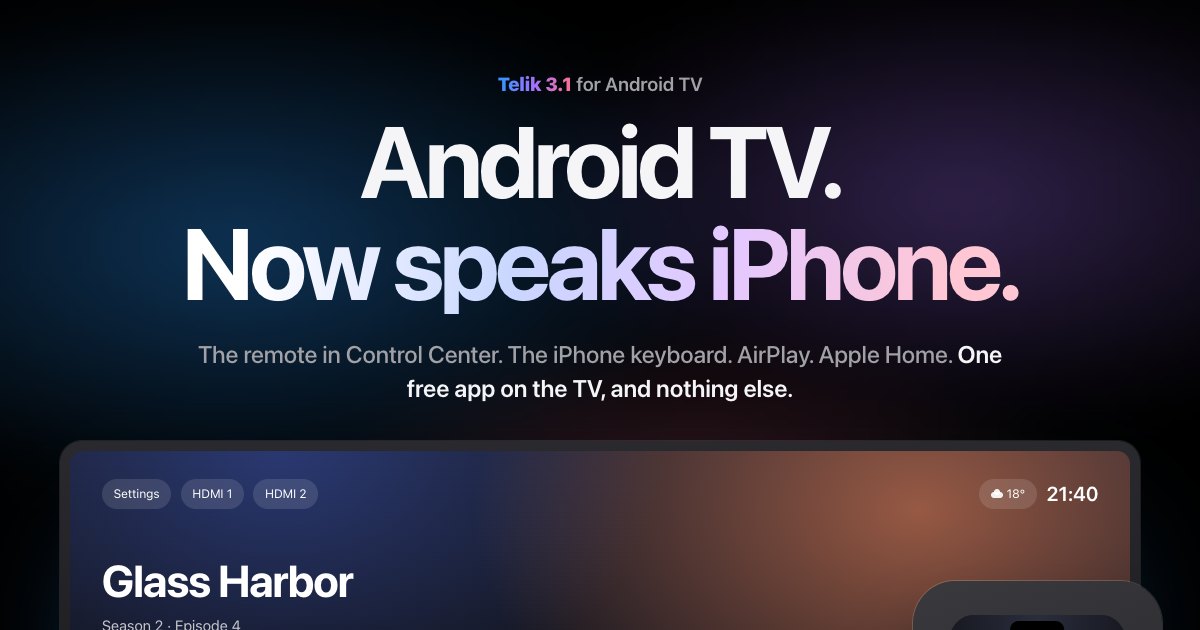 Telik 3.1 for Android TV
Android TV.
Now speaks iPhone.
The remote in Control Center. The iPhone keyboard. AirPlay. Apple Home. One
free app on the TV, and nothing else.
Settings HDMI 1 HDMI 2 18° 21:40
Glass Harbor
Season 2 · Episode 4